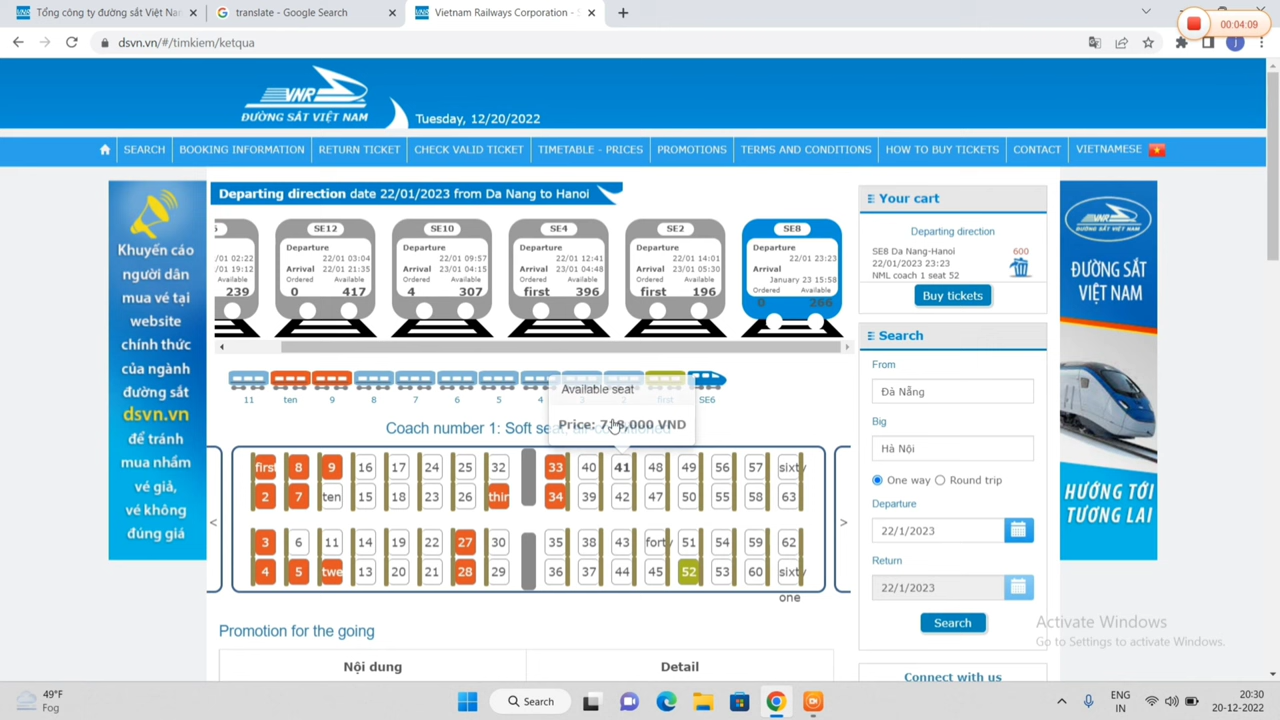 Tổng công ty đường sắt Việt Nam
translate - Google Search
Vietnam Railways Corporation -
00:04:09
dsvn.vn/#/timkiem/ketqua
J
VNR
ĐƯỜNG SẮT VIỆT NAM
Tuesday, 12/20/2022
SEARCH
BOOKING INFORMATION
RETURN TICKET
CHECK VALID TICKET
TIMETABLE - PRICES
PROMOTIONS
TERMS AND CONDITIONS
HOW TO BUY TICKETS
CONTACT
VIETNAMESE
Khuyến cáo
người dân
mua vé tại
website
chính thức
của ngành
đường sắt
dsvn.vn
để tránh
mua nhầm
vé giả,
vé không
đúng giá
Departing direction date 22/01/2023 from Da Nang to Hanoi
/01 02:22
/01 19:12
Available
239
SE12
Departure
22/01 03:04
Arrival
22/01 21:35
Ordered Available
0 417
SE10
Departure
22/01 09:57
Arrival
23/01 04:15
Ordered Available
4 307
SE4
Departure
22/01 12:41
Arrival
23/01 04:48
Ordered Available
first 396
SE2
Departure
22/01 14:01
Arrival
23/01 05:30
Ordered Available
first 196
SE8
Departure
22/01 23:23
Arrival
January 23 15:58
Ordered Available
0 266
11 ten 9 8 7 6 5 4 3 2 first SE6
Available seat
Price: ,000 VND
Coach number 1: Soft seat,
first 8 9 16 17 24 25 32 33 40 41 48 49 56 57 sixty
2 7 ten 15 18 23 26 thir 34 39 42 47 50 55 58 63
3 6 11 14 19 22 27 30 35 38 43 forty 51 54 59 62
4 5 twe 13 20 21 28 29 36 37 44 45 52 53 60 sixty
one
Promotion for the going
Nội dung Detail
Your cart
Departing direction
SE8 Da Nang-Hanoi
22/01/2023 23:23
NML coach 1 seat 52
600
Buy tickets
Search
From
Đà Nẵng
Big
Hà Nội
One way Round trip
Departure
22/1/2023
Return
22/1/2023
Search
Connect with us
VNR
ĐƯỜNG SẮT VIỆT NAM
ĐƯỜNG
SẮT
VIỆT
NAM
HƯỚNG TỚI
TƯƠNG LAI
Activate Windows
Go to Settings to activate Windows.
49°F
Fog
Search
ENG
IN
20:30
20-12-2022